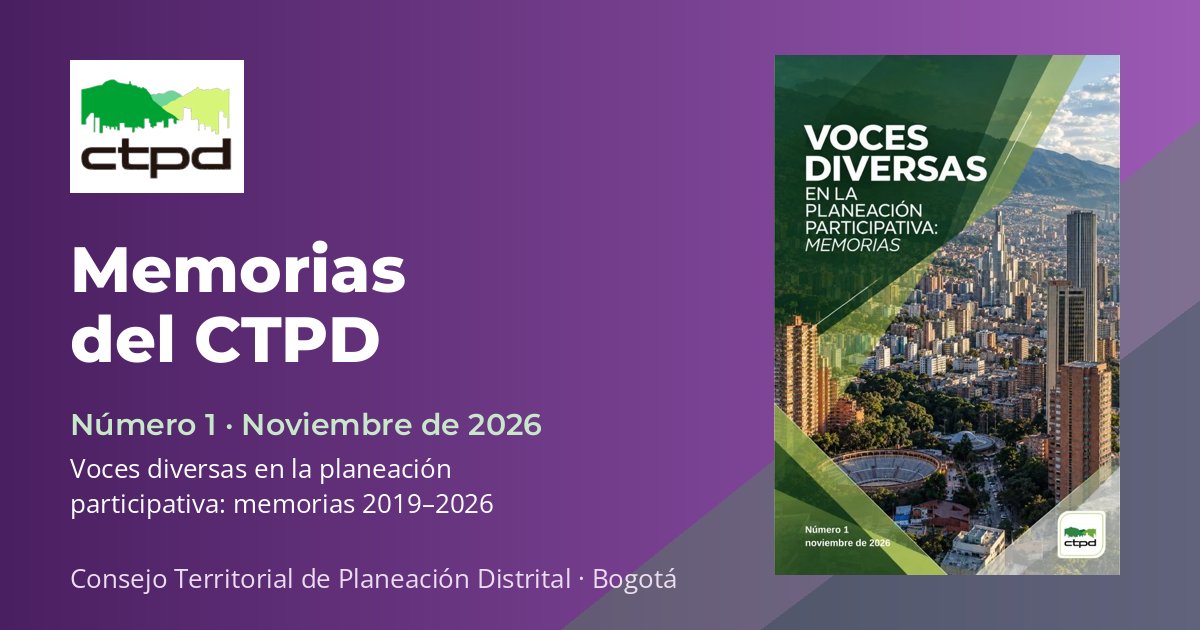 ctpd
Memorias
del CTPD
Número 1 · Noviembre de 2026
Voces diversas en la planeación
participativa: memorias 2019–2026
Consejo Territorial de Planeación Distrital · Bogotá
VOCES
DIVERSAS
EN LA
PLANEACIÓN
PARTICIPATIVA:
MEMORIAS
Número 1
noviembre de 2026
ctpd